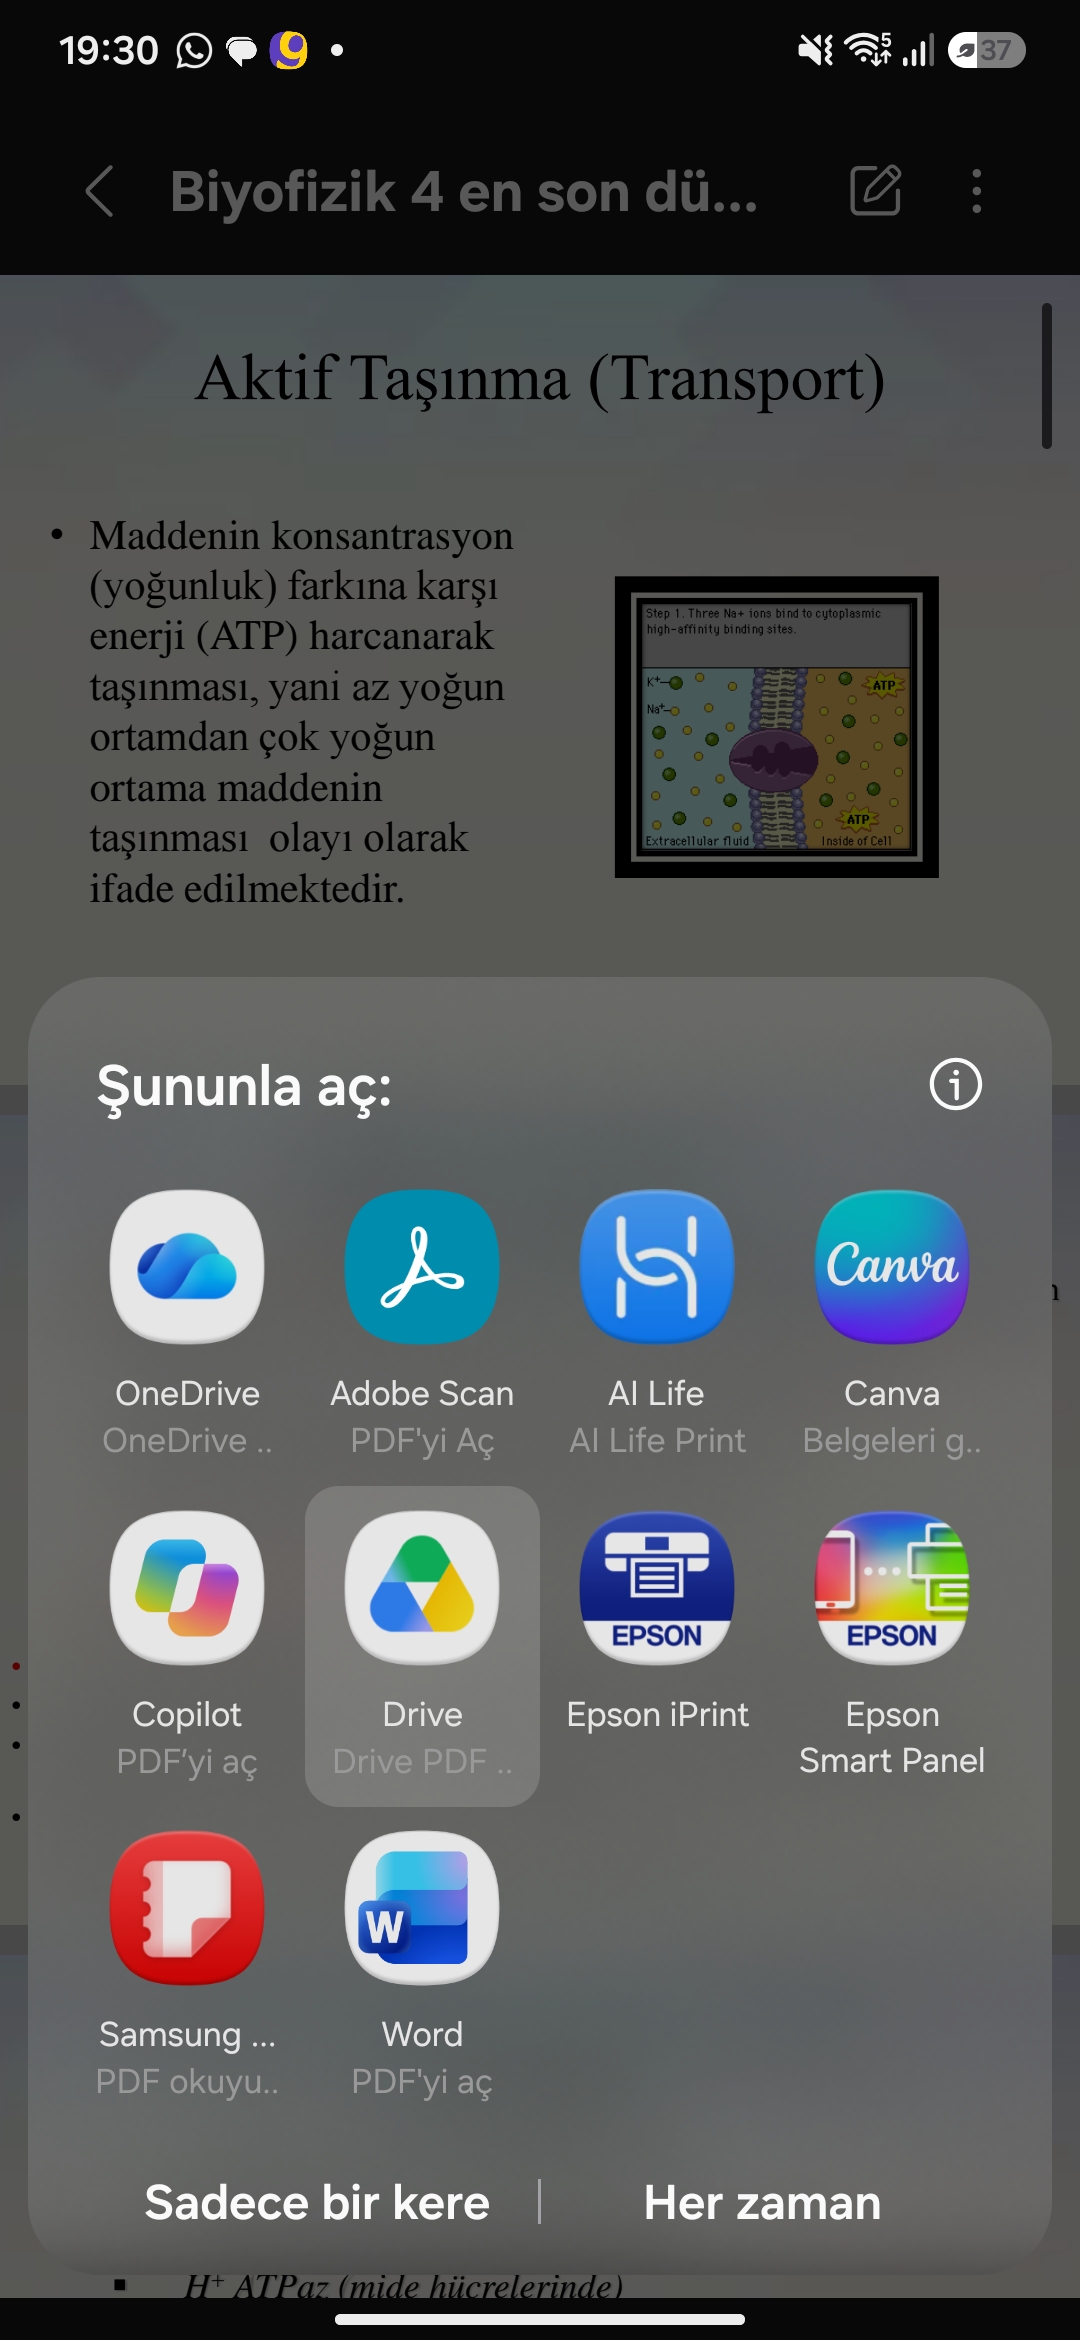 19:30
5
37
Biyofizik 4 en son dü...
Aktif Taşınma (Transport)
• Maddenin konsantrasyon
(yoğunluk) farkına karşı
enerji (ATP) harcanarak
taşınması, yani az yoğun
ortamdan çok yoğun
ortama maddenin
taşınması olayı olarak
ifade edilmektedir.
Step 1. Three Na+ ions bind to cytoplasmic
high-affinity binding sites.
K+
ATP
Na+
ATP
Extracellular fluid
Inside of Cell
Şununla aç:
Canva
OneDrive
Adobe Scan
AI Life
Canva
OneDrive ..
PDF'yi Aç
AI Life Print
Belgeleri g..
EPSON
EPSON
Copilot
Drive
Epson iPrint
Epson
Smart Panel
PDF'yi aç
Drive PDF ..
W
Samsung ...
Word
PDF okuyu..
PDF'yi aç
Sadece bir kere
Her zaman
▪ H+ ATPaz (mide hücrelerinde)